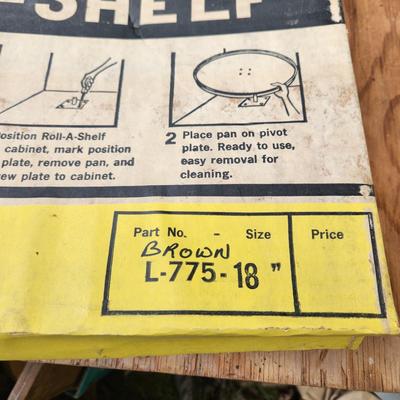 -SHELF
osition Roll-A-Shelf
cabinet, mark position
plate, remove pan, and
ew plate to cabinet.
2 Place pan on pivot
plate. Ready to use,
easy removal for
cleaning.
Part No. - Size Price
BROWN
L-775-18"